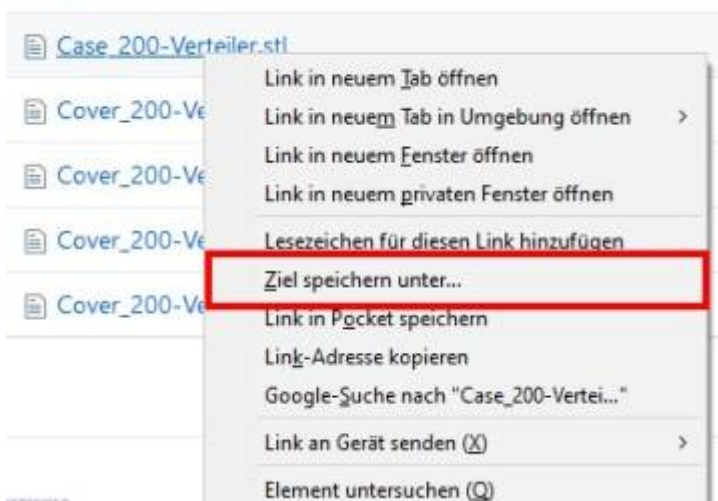 Case_200-Verteiler.stl
Link in neuem Tab öffnen
Cover_200-Ve
Link in neuem Tab in Umgebung öffnen
Link in neuem Fenster öffnen
Cover_200-Ve
Link in neuem privaten Fenster öffnen
Cover_200-Ve
Lesezeichen für diesen Link hinzufügen
Ziel speichern unter...
Cover_200-Ve
Link in Pocket speichern
Link-Adresse kopieren
Google-Suche nach "Case_200-Vertei..."
Link an Gerät senden (X)
Element untersuchen (Q)